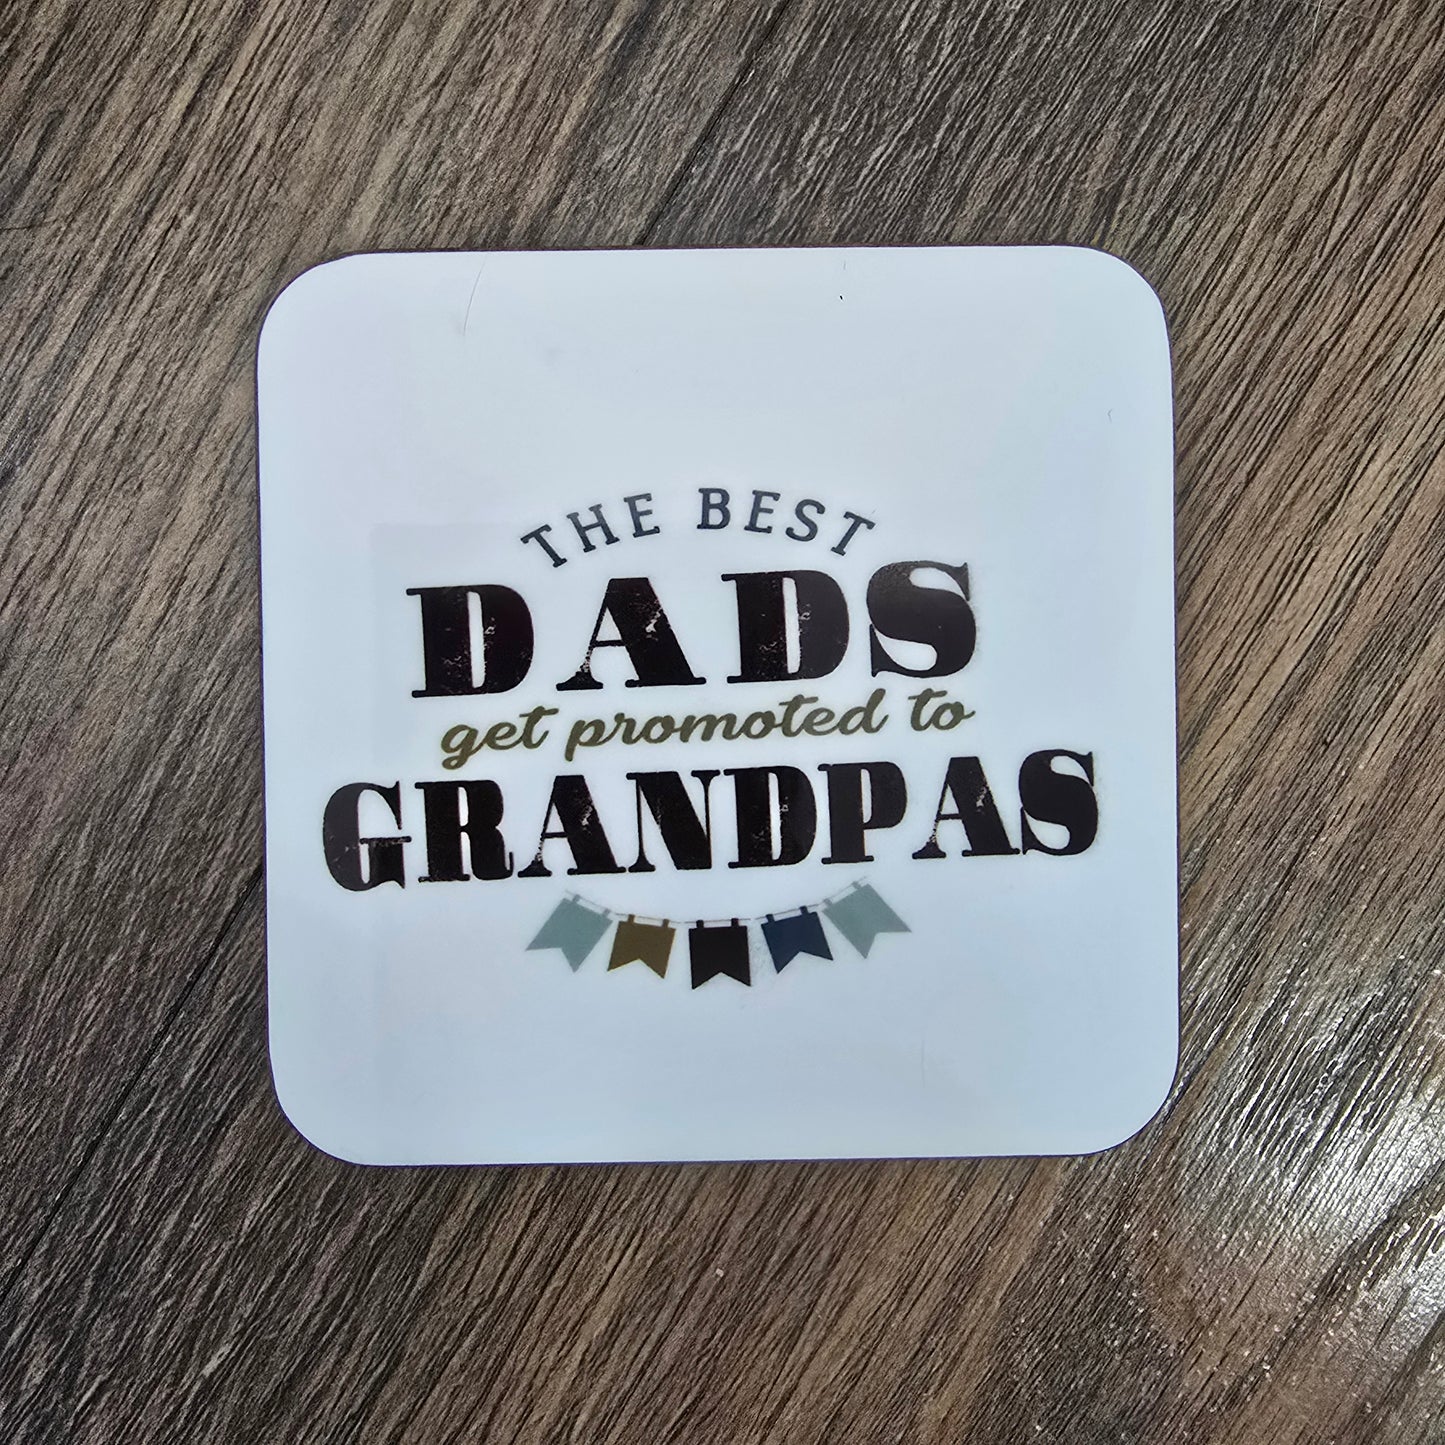 THE BEST
DADS
get promoted to
GRANDPAS